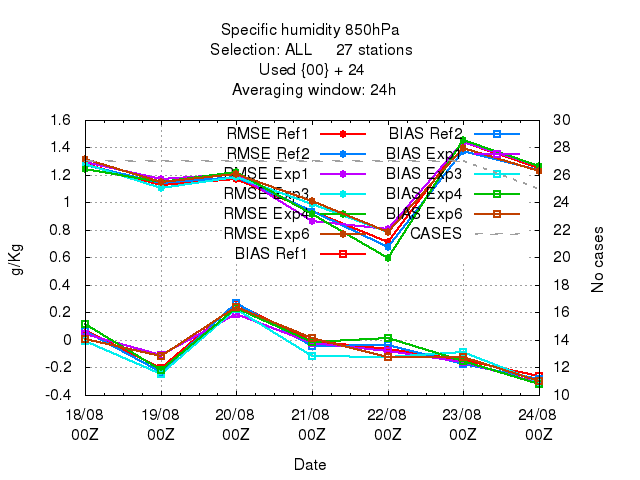 Specific humidity 850hPa
Selection: ALL 27 stations
Used {00} + 24
Averaging window: 24h
1.6
1.4
1.2
1
0.8
0.6
0.4
0.2
0
-0.2
-0.4
g/Kg
RMSE Ref1
RMSE Ref2
RMSE Exp1
RMSE Exp3
RMSE Exp4
RMSE Exp6
BIAS Ref1
BIAS Ref2
BIAS Exp1
BIAS Exp3
BIAS Exp4
BIAS Exp6
CASES
30
28
26
24
22
20
18
16
14
12
10
No cases
18/08 19/08 20/08 21/08 22/08 23/08 24/08
00Z 00Z 00Z 00Z 00Z 00Z 00Z
Date